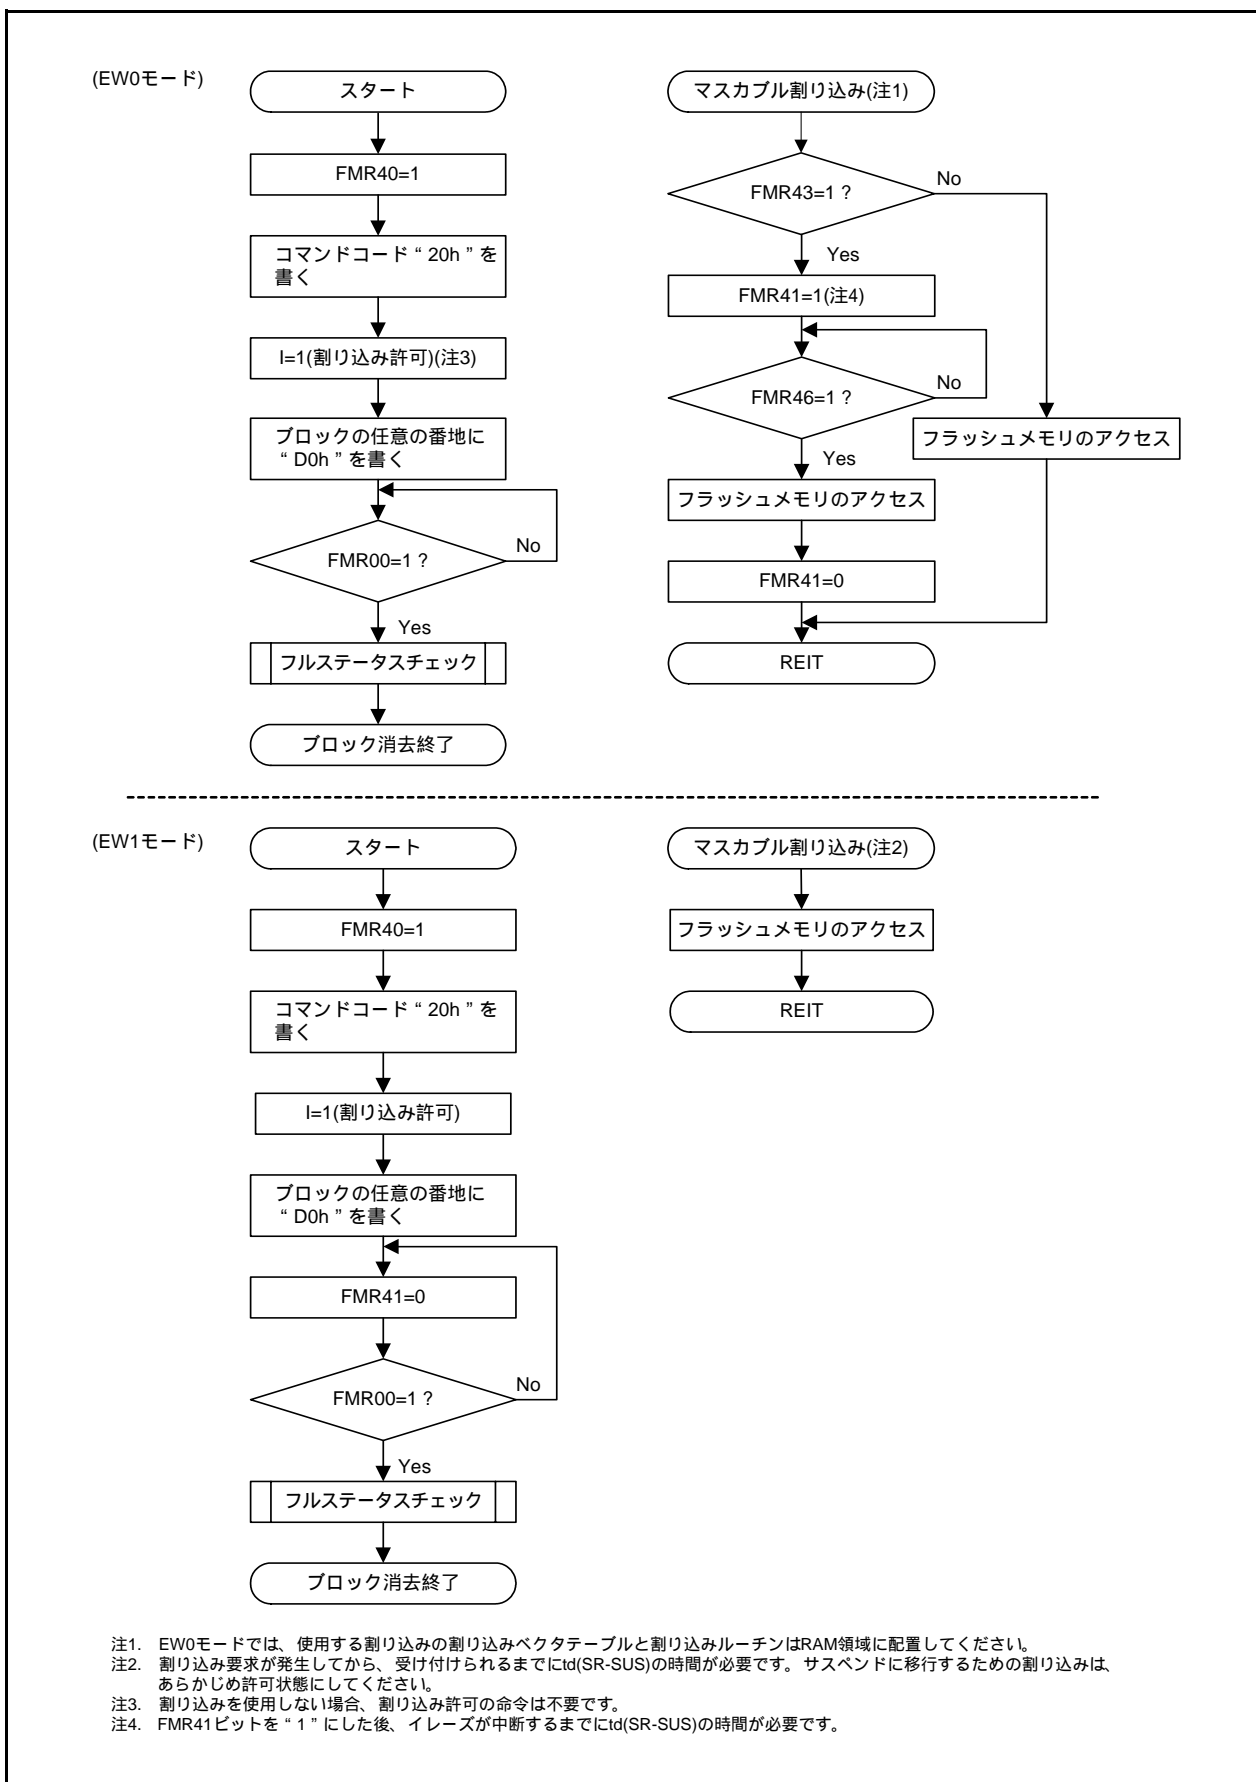 (EW0モード)
スタート
FMR40=1
コマンドコード“ 20h ”を
書く
I=1(割り込み許可)(注3)
ブロックの任意の番地に
“ D0h ”を書く
FMR00=1 ?
No
Yes
フルステータスチェック
ブロック消去終了
マスカブル割り込み(注1)
FMR43=1 ?
No
Yes
FMR41=1(注4)
FMR46=1 ?
No
Yes
フラッシュメモリのアクセス
フラッシュメモリのアクセス
FMR41=0
REIT
(EW1モード)
スタート
FMR40=1
コマンドコード“ 20h ”を
書く
I=1(割り込み許可)
ブロックの任意の番地に
“ D0h ”を書く
FMR41=0
FMR00=1 ?
No
Yes
フルステータスチェック
ブロック消去終了
マスカブル割り込み(注2)
フラッシュメモリのアクセス
REIT
注1. EW0モードでは、使用する割り込みの割り込みベクタテーブルと割り込みルーチンはRAM領域に配置してください。
注2. 割り込み要求が発生してから、受け付けられるまでにtd(SR-SUS)の時間が必要です。サスペンドに移行するための割り込みは、
あらかじめ許可状態にしてください。
注3. 割り込みを使用しない場合、割り込み許可の命令は不要です。
注4. FMR41ビットを“ 1 ”にした後、イレーズが中断するまでにtd(SR-SUS)の時間が必要です。